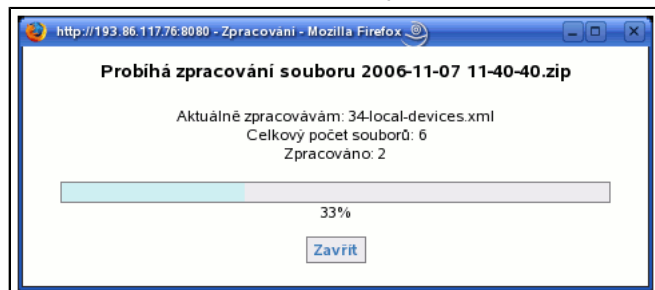 http://193.86.117.76:8080 - Zpracování - Mozilla Firefox
Probíhá zpracování souboru 2006-11-07 11-40-40.zip
Aktuálně zpracovávám: 34-local-devices.xml
Celkový počet souborů: 6
Zpracováno: 2
33%
Zavřít